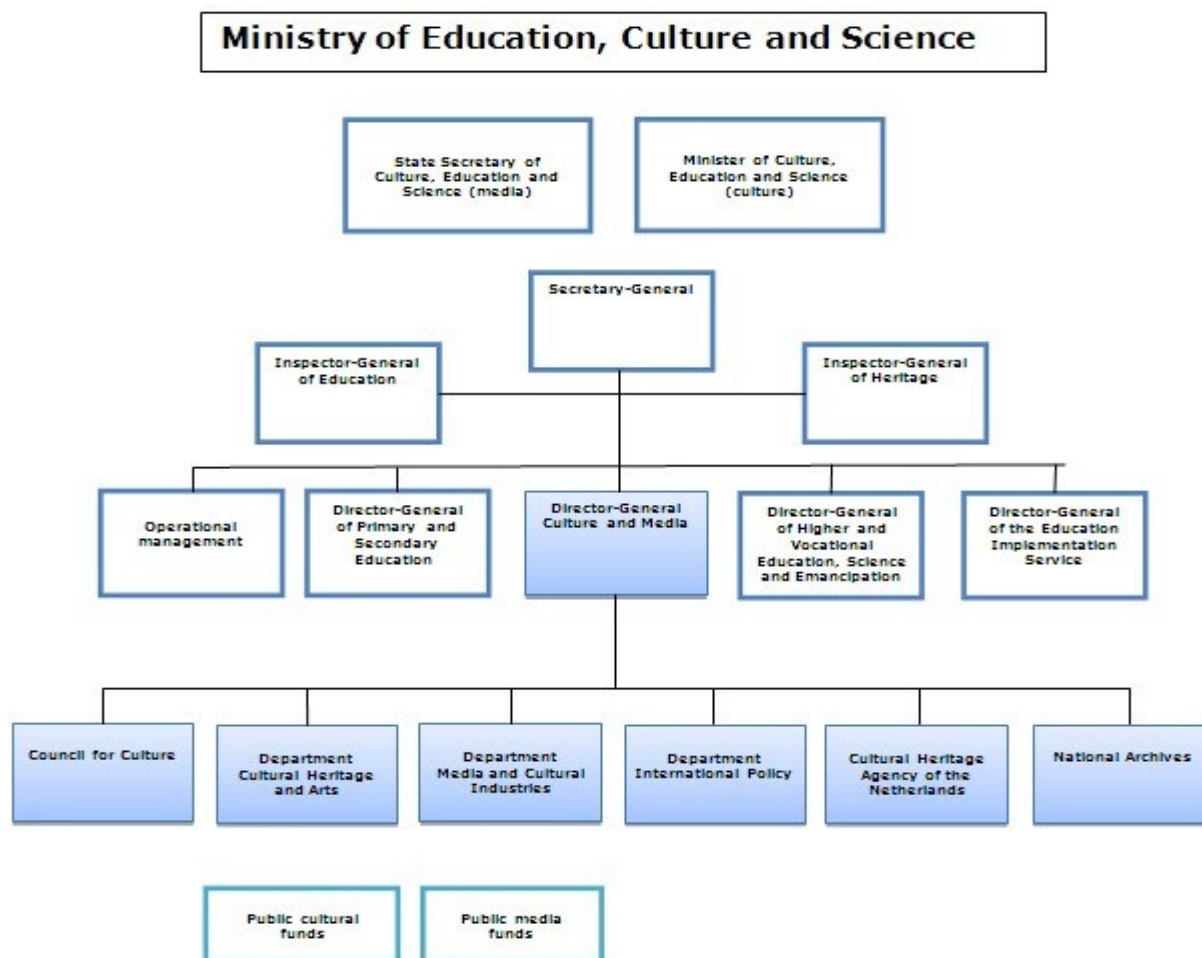 Ministry of Education, Culture and Science
State Secretary of
Culture, Education and
Science (media)
Minister of Culture,
Education and Science
(culture)
Secretary-General
Inspector-General
of Education
Inspector-General
of Heritage
Operational
management
Director-General
of Primary and
Secondary
Education
Director-General
Culture and Media
Director-General
of Higher and
Vocational
Education, Science
and Emancipation
Director-General
of the Education
Implementation
Service
Council for Culture
Department
Cultural Heritage
and Arts
Department
Media and Cultural
Industries
Department
International Policy
Cultural Heritage
Agency of the
Netherlands
National Archives
Public cultural
funds
Public media
funds